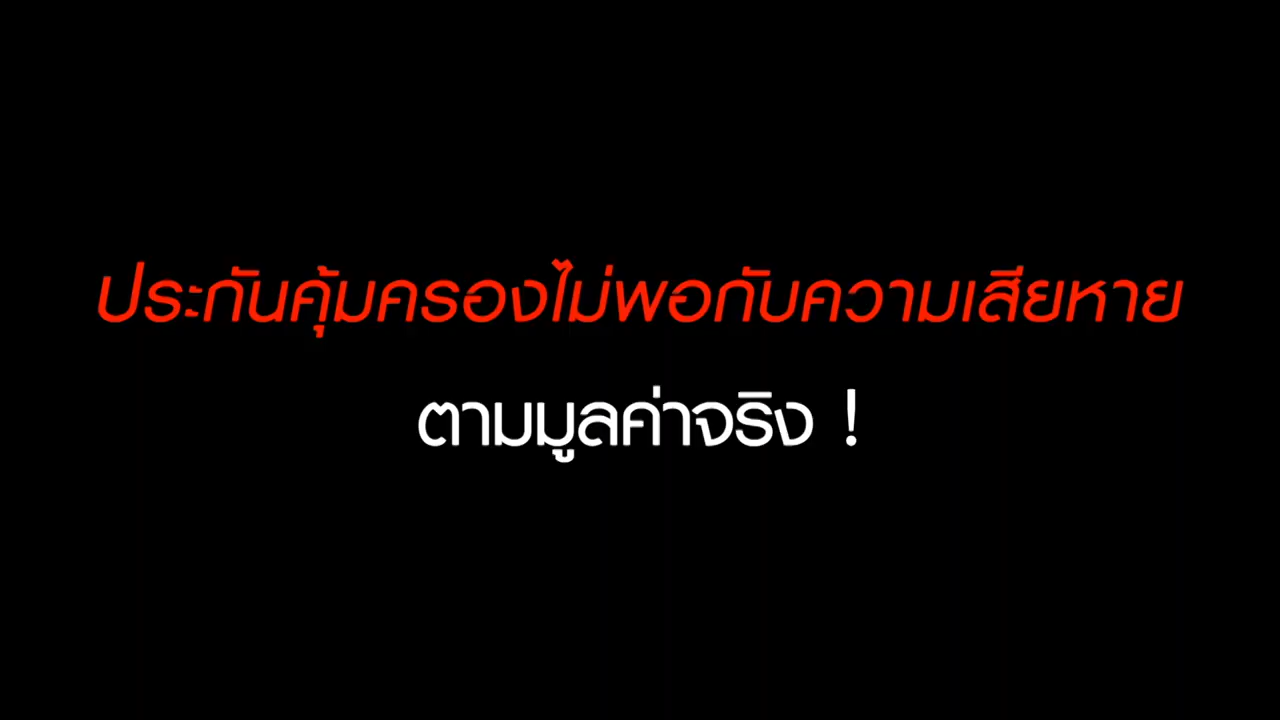 ประกันคุ้มครองไม่พอกับความเสียหาย
ตามมูลค่าจริง !